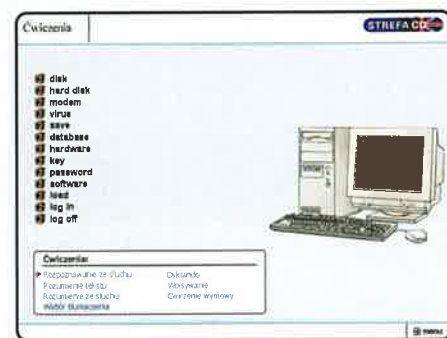 Ćwiczenia
STREFA CD
disk
hard disk
modem
virus
save
database
hardware
key
password
software
load
log in
log off
Ćwiczenia:
Rozpoznawanie ze słuchu
Dyktando
Rozumienie tekstu
Wpisywanie
Rozumienie ze słuchu
Ćwiczenie wymowy
Wybór tłumaczenia
menu